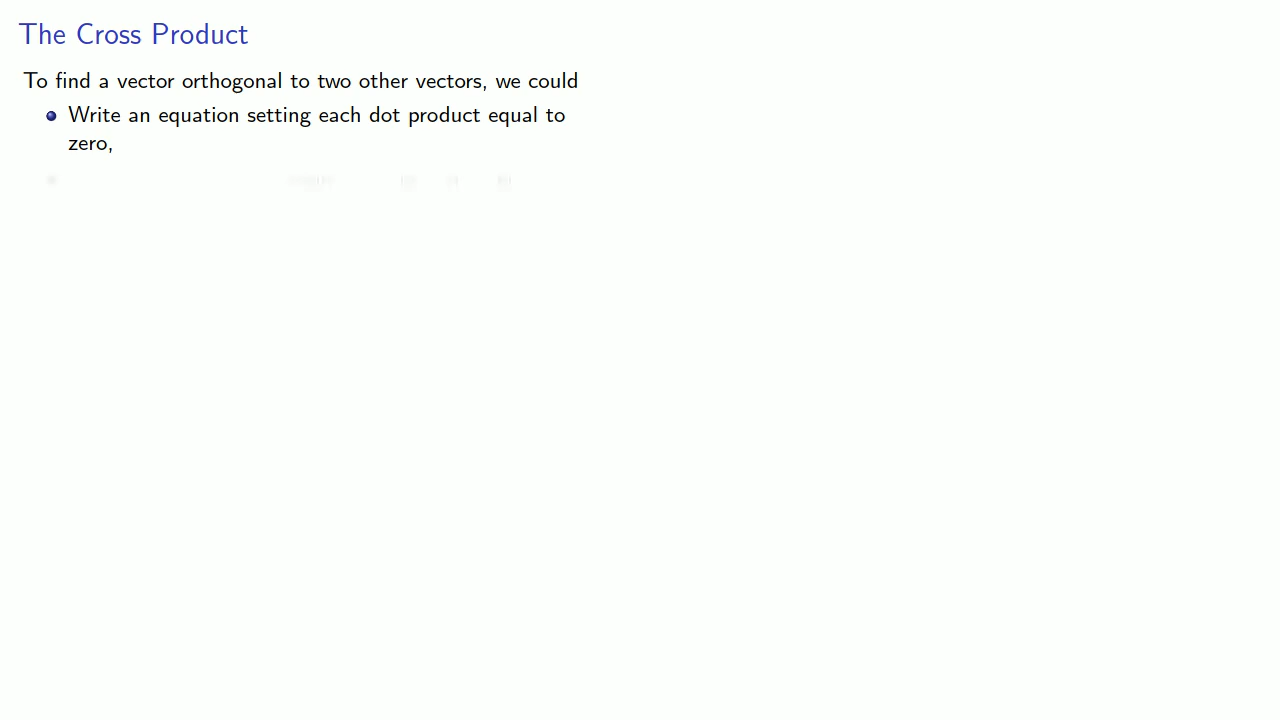 The Cross Product
To find a vector orthogonal to two other vectors, we could
Write an equation setting each dot product equal to
zero,